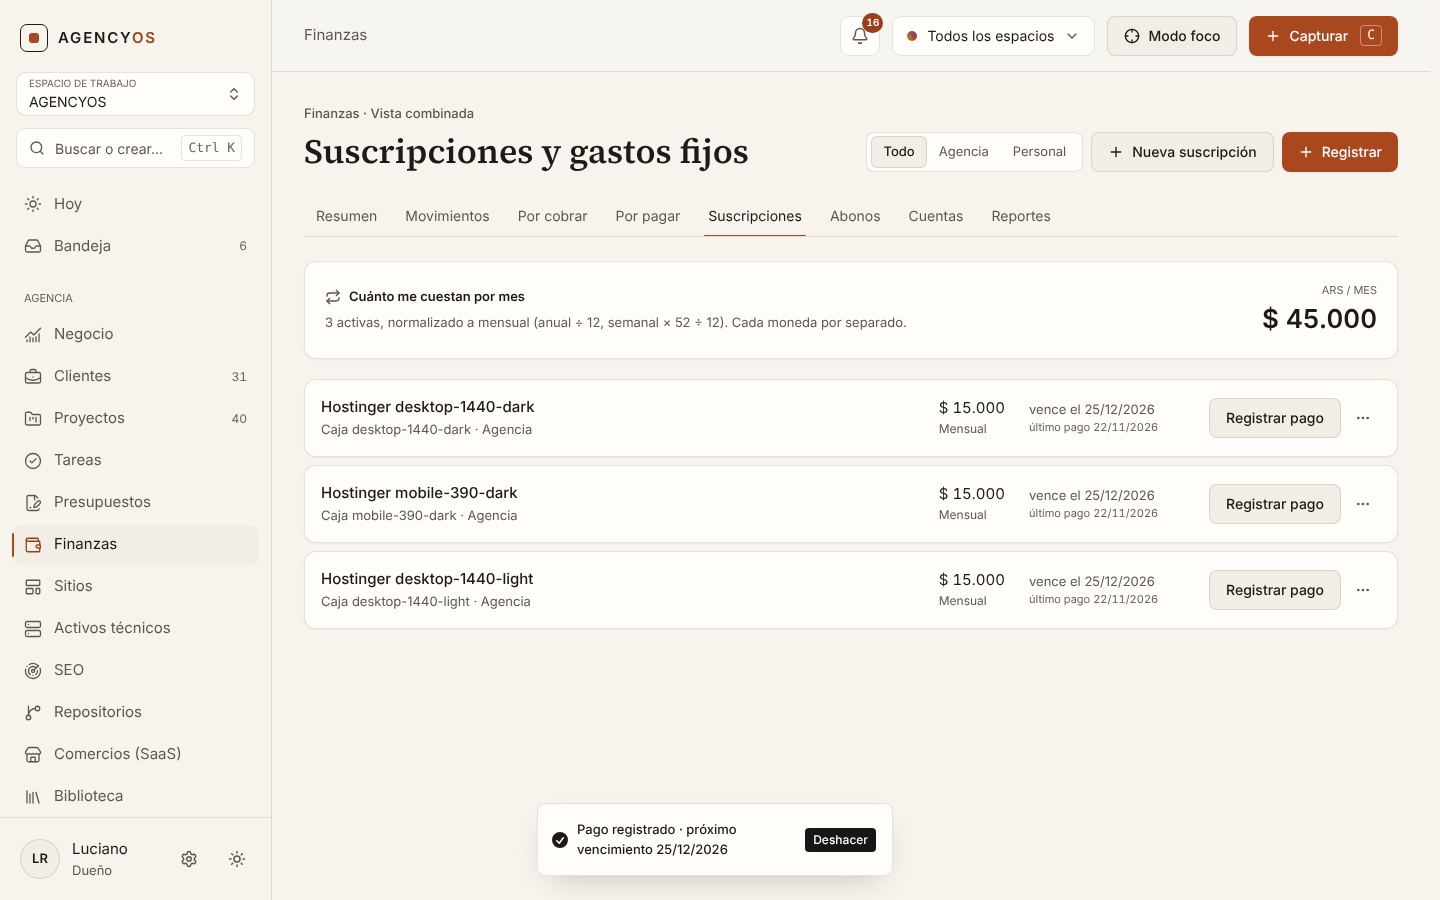 AGENCYOS
ESPACIO DE TRABAJO
AGENCYOS
Buscar o crear... Ctrl K
Hoy
Bandeja 6
AGENCIA
Negocio
Clientes 31
Proyectos 40
Tareas
Presupuestos
Finanzas
Sitios
Activos técnicos
SEO
Repositorios
Comercios (SaaS)
Biblioteca
LR Luciano
Dueño
Finanzas
16
Todos los espacios
Modo foco
Capturar C
Finanzas · Vista combinada
Suscripciones y gastos fijos
Todo Agencia Personal
Nueva suscripción
Registrar
Resumen Movimientos Por cobrar Por pagar Suscripciones Abonos Cuentas Reportes
Cuánto me cuestan por mes
3 activas, normalizado a mensual (anual ÷ 12, semanal × 52 ÷ 12). Cada moneda por separado.
ARS / MES
$ 45.000
Hostinger desktop-1440-dark
Caja desktop-1440-dark · Agencia
$ 15.000
Mensual
vence el 25/12/2026
último pago 22/11/2026
Registrar pago
Hostinger mobile-390-dark
Caja mobile-390-dark · Agencia
$ 15.000
Mensual
vence el 25/12/2026
último pago 22/11/2026
Registrar pago
Hostinger desktop-1440-light
Caja desktop-1440-light · Agencia
$ 15.000
Mensual
vence el 25/12/2026
último pago 22/11/2026
Registrar pago
Pago registrado · próximo
vencimiento 25/12/2026
Deshacer